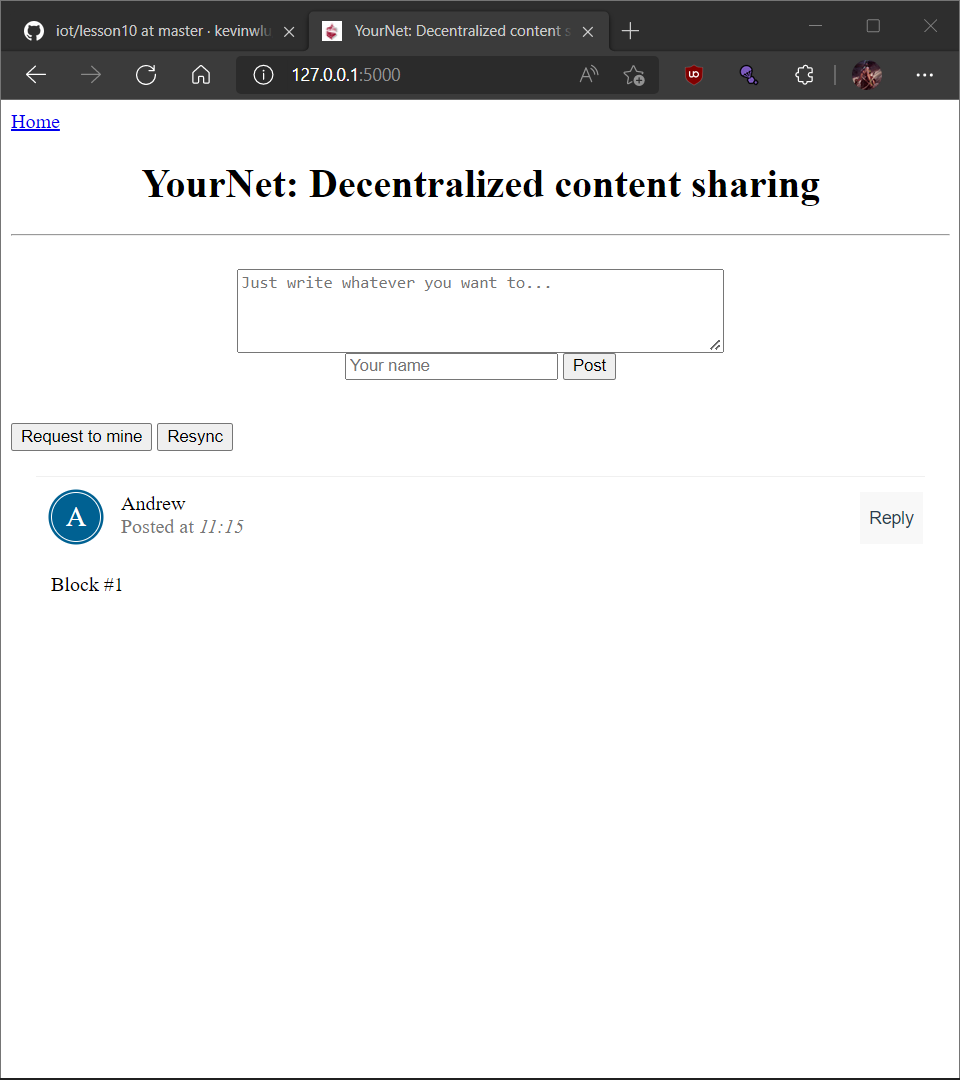 iot/lesson10 at master · kevinwlu
YourNet: Decentralized content s
127.0.0.1:5000
Home
YourNet: Decentralized content sharing
Just write whatever you want to...
Your name
Post
Request to mine
Resync
A
Andrew
Posted at 11:15
Reply
Block #1